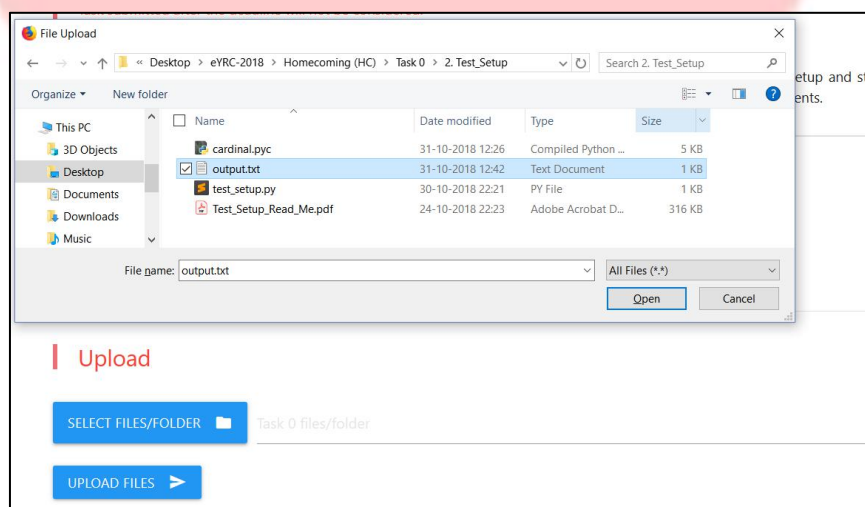 File Upload
« Desktop > eYRC-2018 > Homecoming (HC) > Task 0 > 2. Test_Setup
Search 2. Test_Setup
etup and st
Organize
New folder
ents.
This PC
Name
Date modified
Type
Size
3D Objects
cardinal.pyc
31-10-2018 12:26
Compiled Python ...
5 KB
Desktop
output.txt
31-10-2018 12:42
Text Document
1 KB
Documents
test_setup.py
30-10-2018 22:21
PY File
1 KB
Downloads
Test_Setup_Read_Me.pdf
24-10-2018 22:23
Adobe Acrobat D...
316 KB
Music
File name: output.txt
All Files (*.*)
Open
Cancel
Upload
SELECT FILES/FOLDER
Task 0 files/folder
UPLOAD FILES